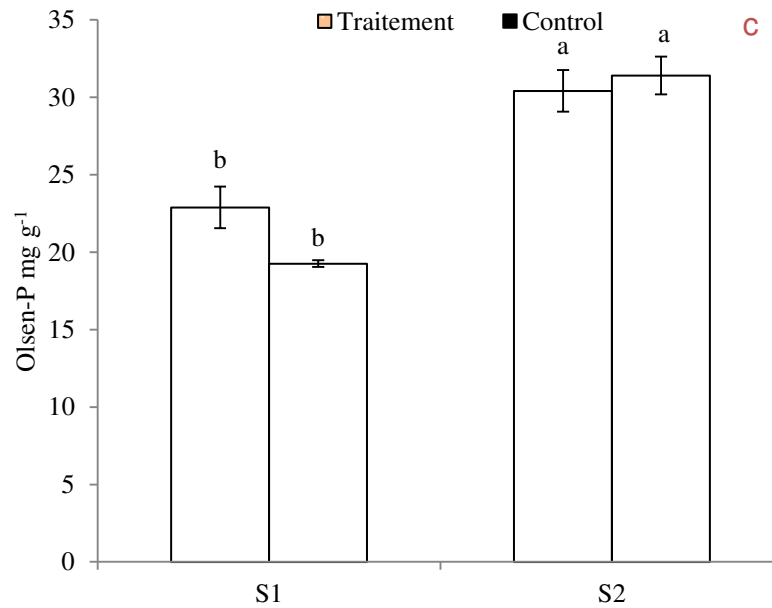 Traitement Control C
35
30
25
20
15
10
5
0
Olsen-P mg g-1
b
b
a
a
S1 S2